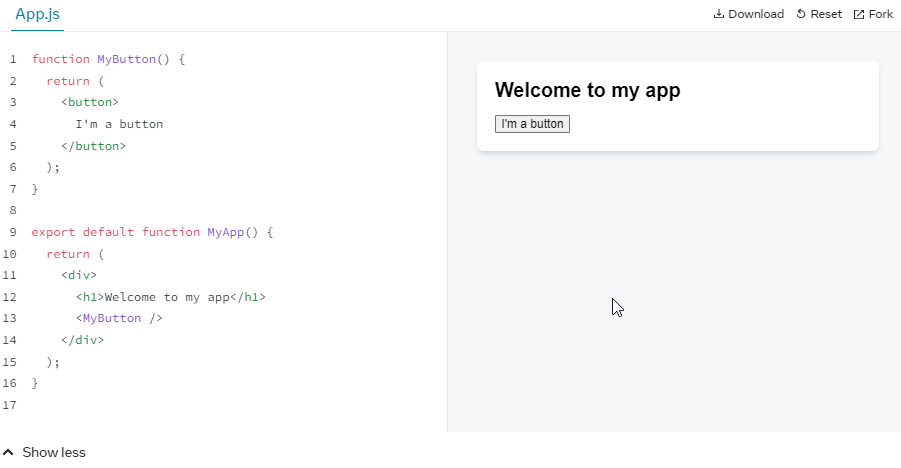 App.js
Download Reset Fork
1 function MyButton() {
2   return (
3     <button>
4       I'm a button
5     </button>
6   );
7 }
8
9 export default function MyApp() {
10   return (
11     <div>
12       <h1>Welcome to my app</h1>
13       <MyButton />
14     </div>
15   );
16 }
17
Welcome to my app
I'm a button
Show less